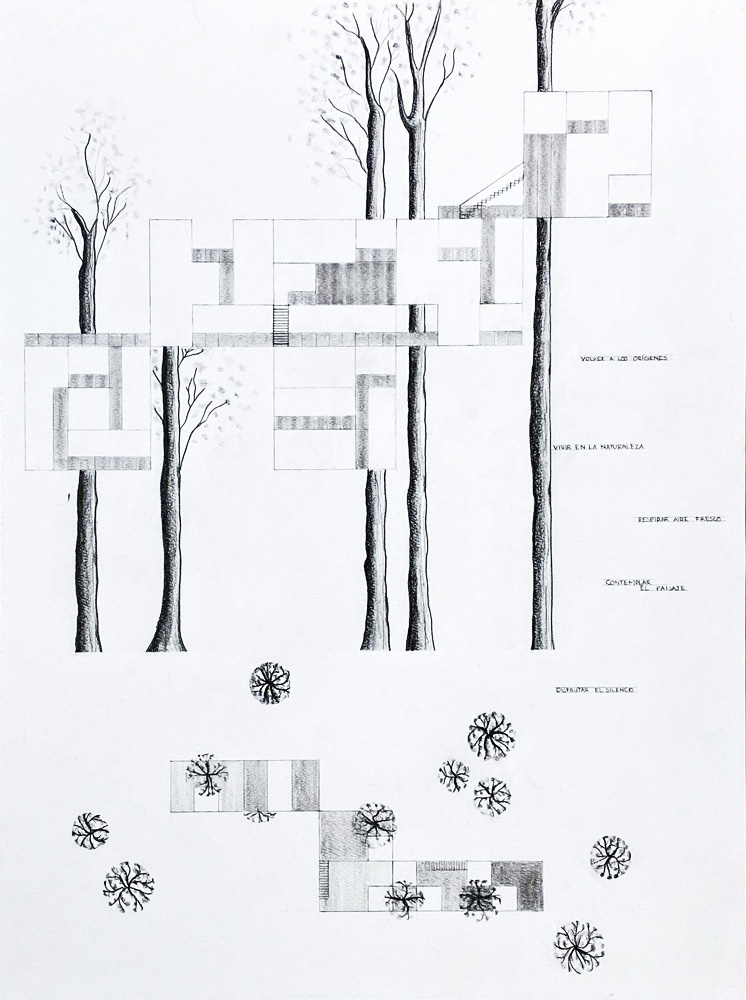 VOLVER A LOS ORÍGENES
VIVIR EN LA NATURALEZA
RESPIRAR AIRE FRESCO
CONTEMPLAR
EL PAISAJE
DISFRUTAR EL SILENCIO